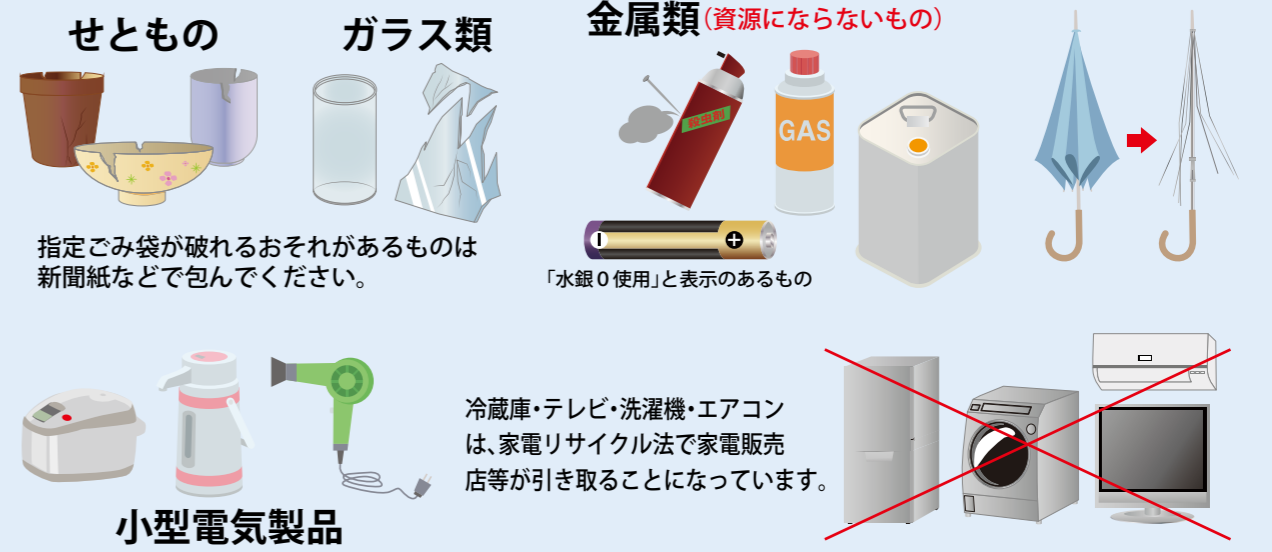 せともの
ガラス類
金属類(資源にならないもの)
殺虫剤
GAS
指定ごみ袋が破れるおそれがあるものは
新聞紙などで包んでください。
「水銀０使用」と表示のあるもの
小型電気製品
冷蔵庫・テレビ・洗濯機・エアコン
は、家電リサイクル法で家電販売
店等が引き取ることになっています。